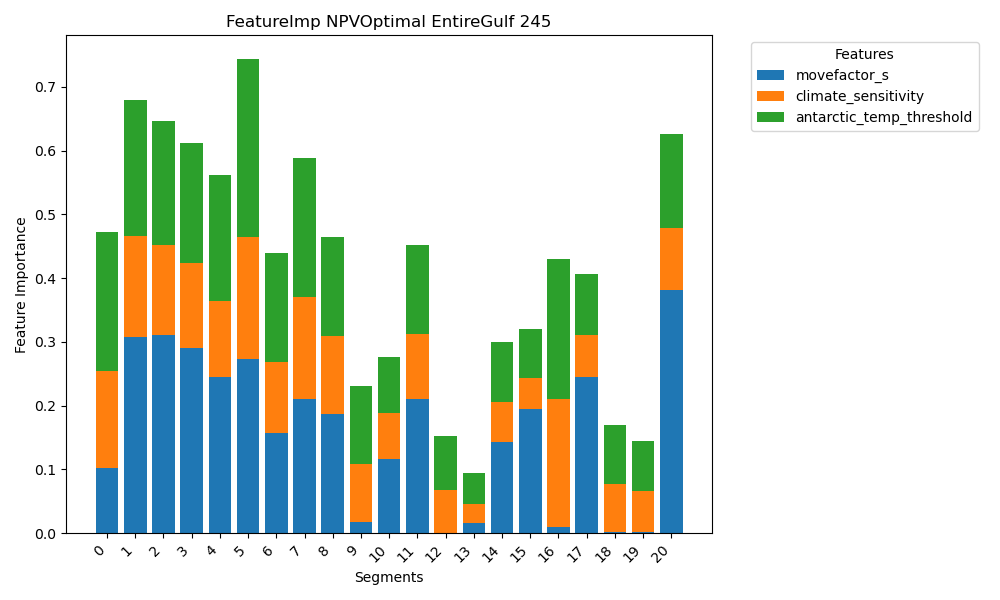 FeatureImp NPVOptimal EntireGulf 245
Features
movefactor_s
climate_sensitivity
antarctic_temp_threshold
Feature Importance
0.7
0.6
0.5
0.4
0.3
0.2
0.1
0.0
0 1 2 3 4 5 6 7 8 9 10 11 12 13 14 15 16 17 18 19 20
Segments